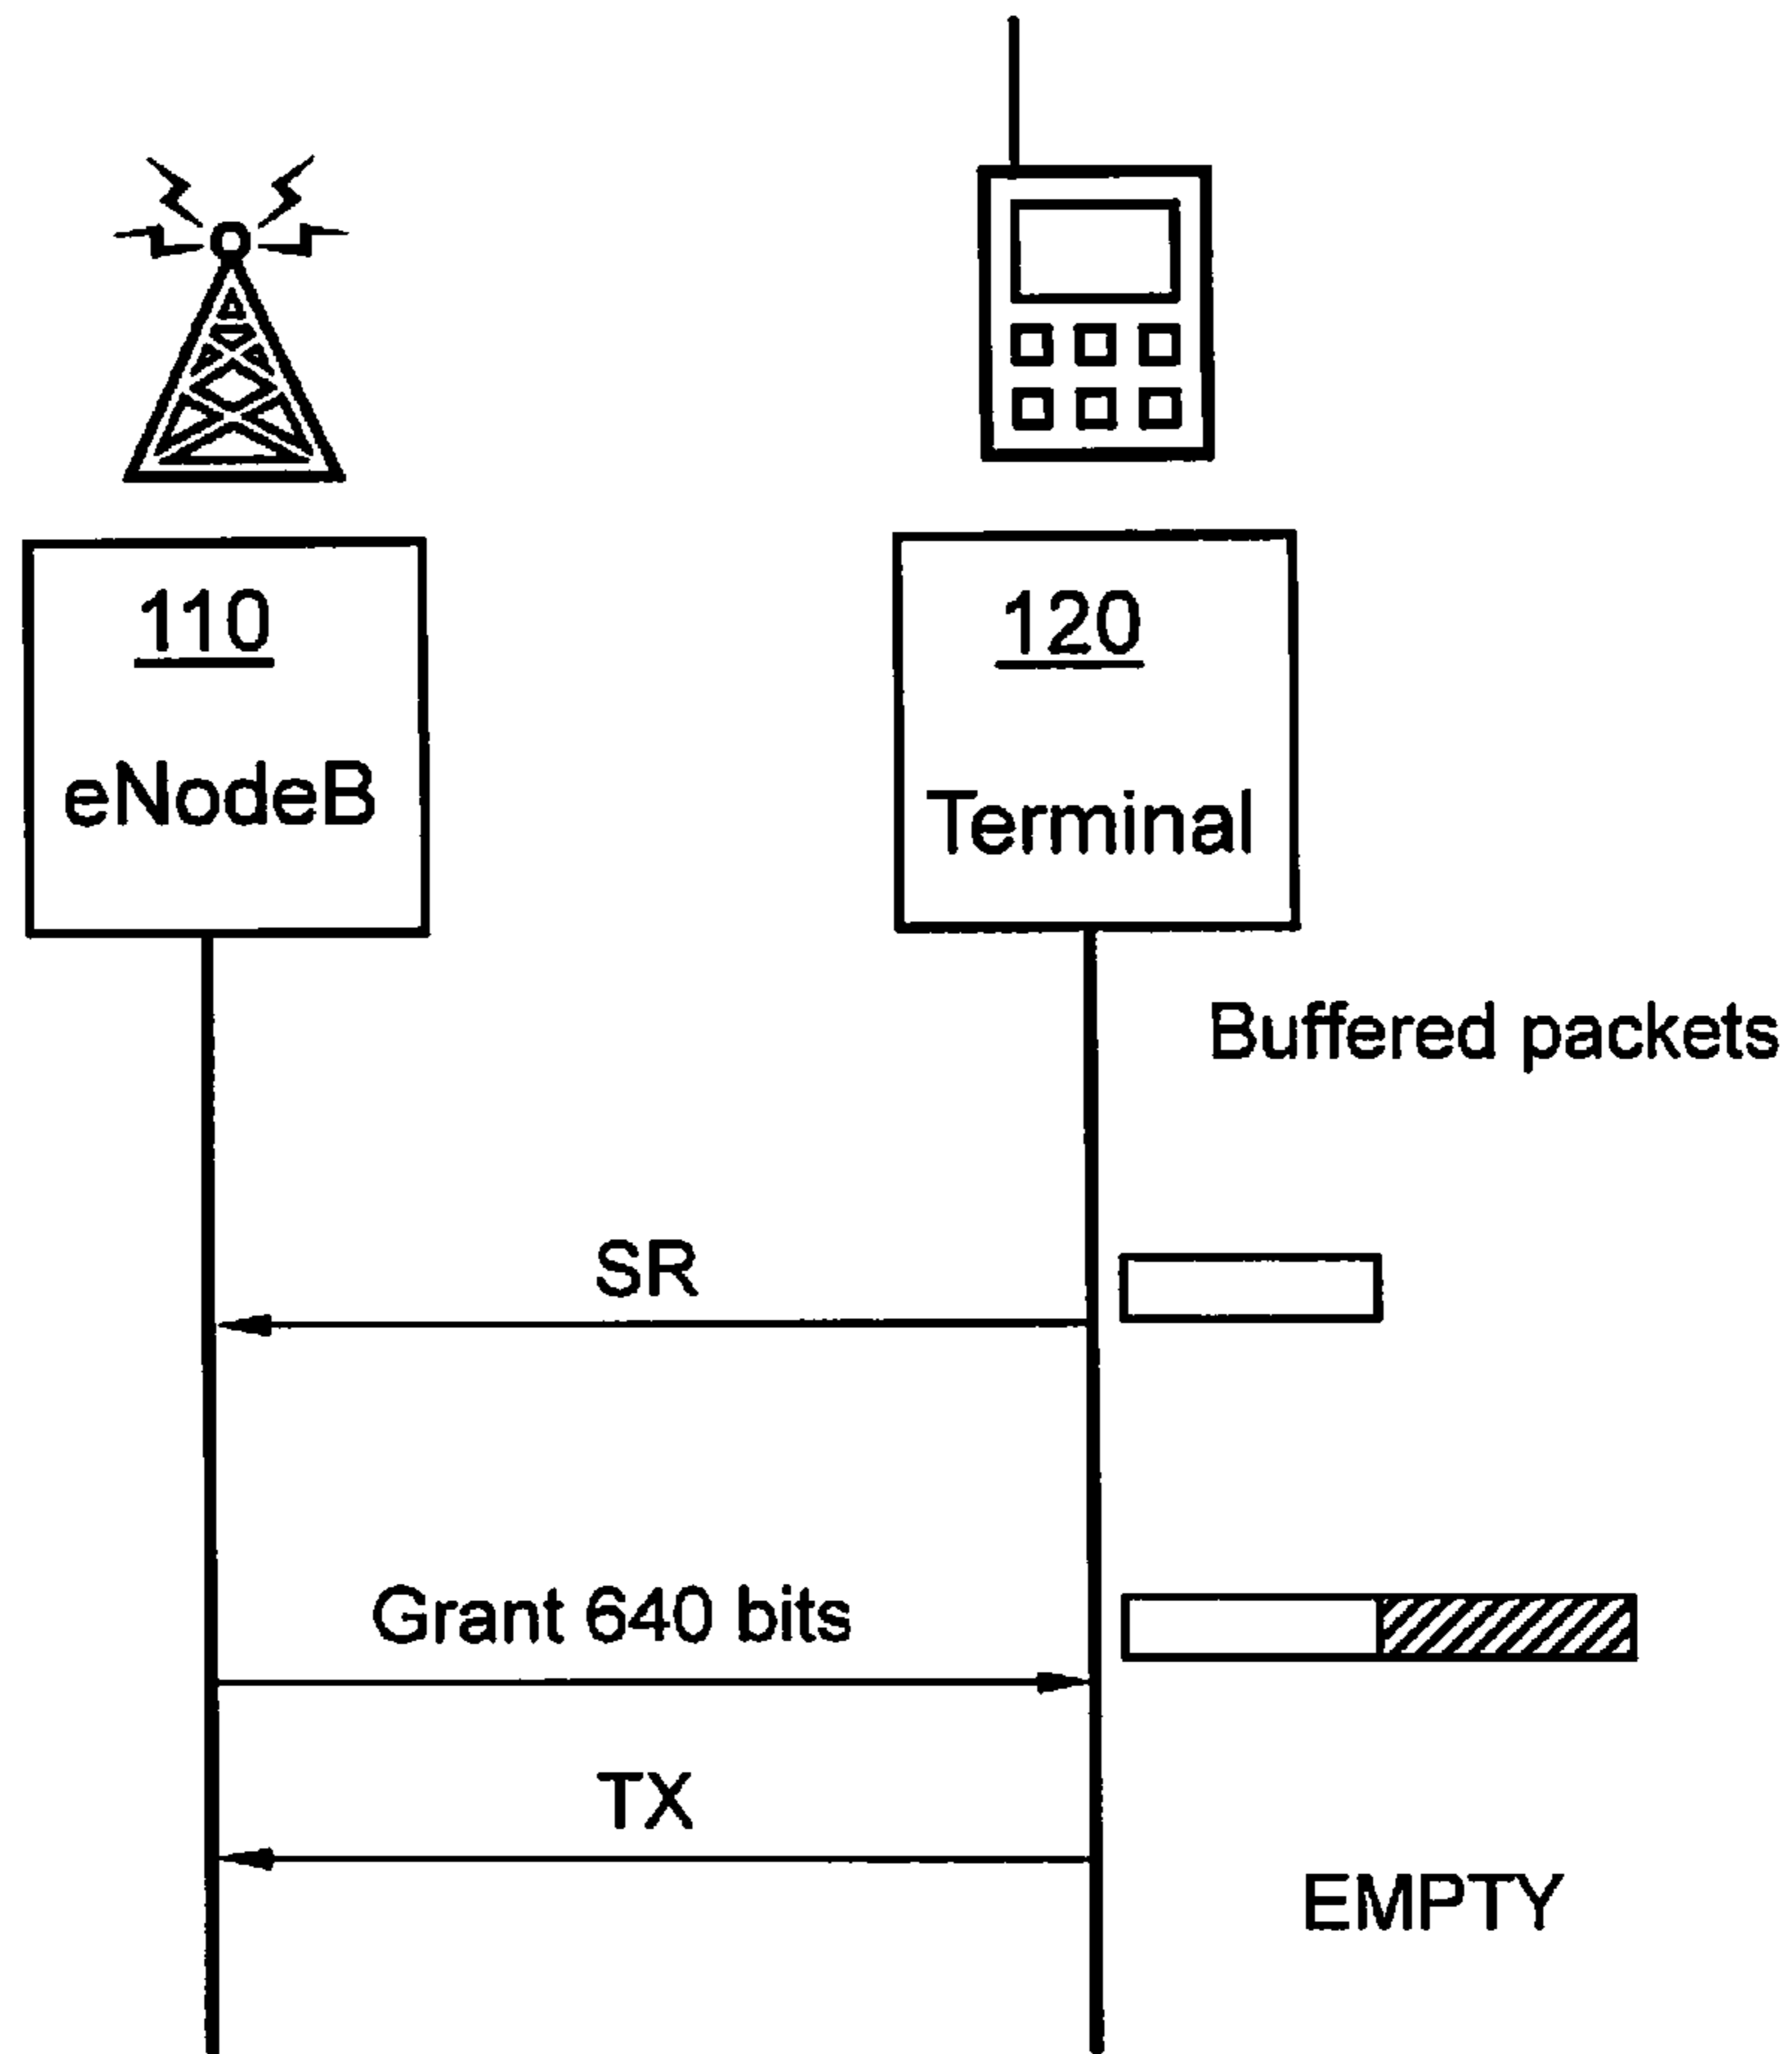 110
eNodeB
120
Terminal
Buffered packets
SR
Grant 640 bits
TX
EMPTY